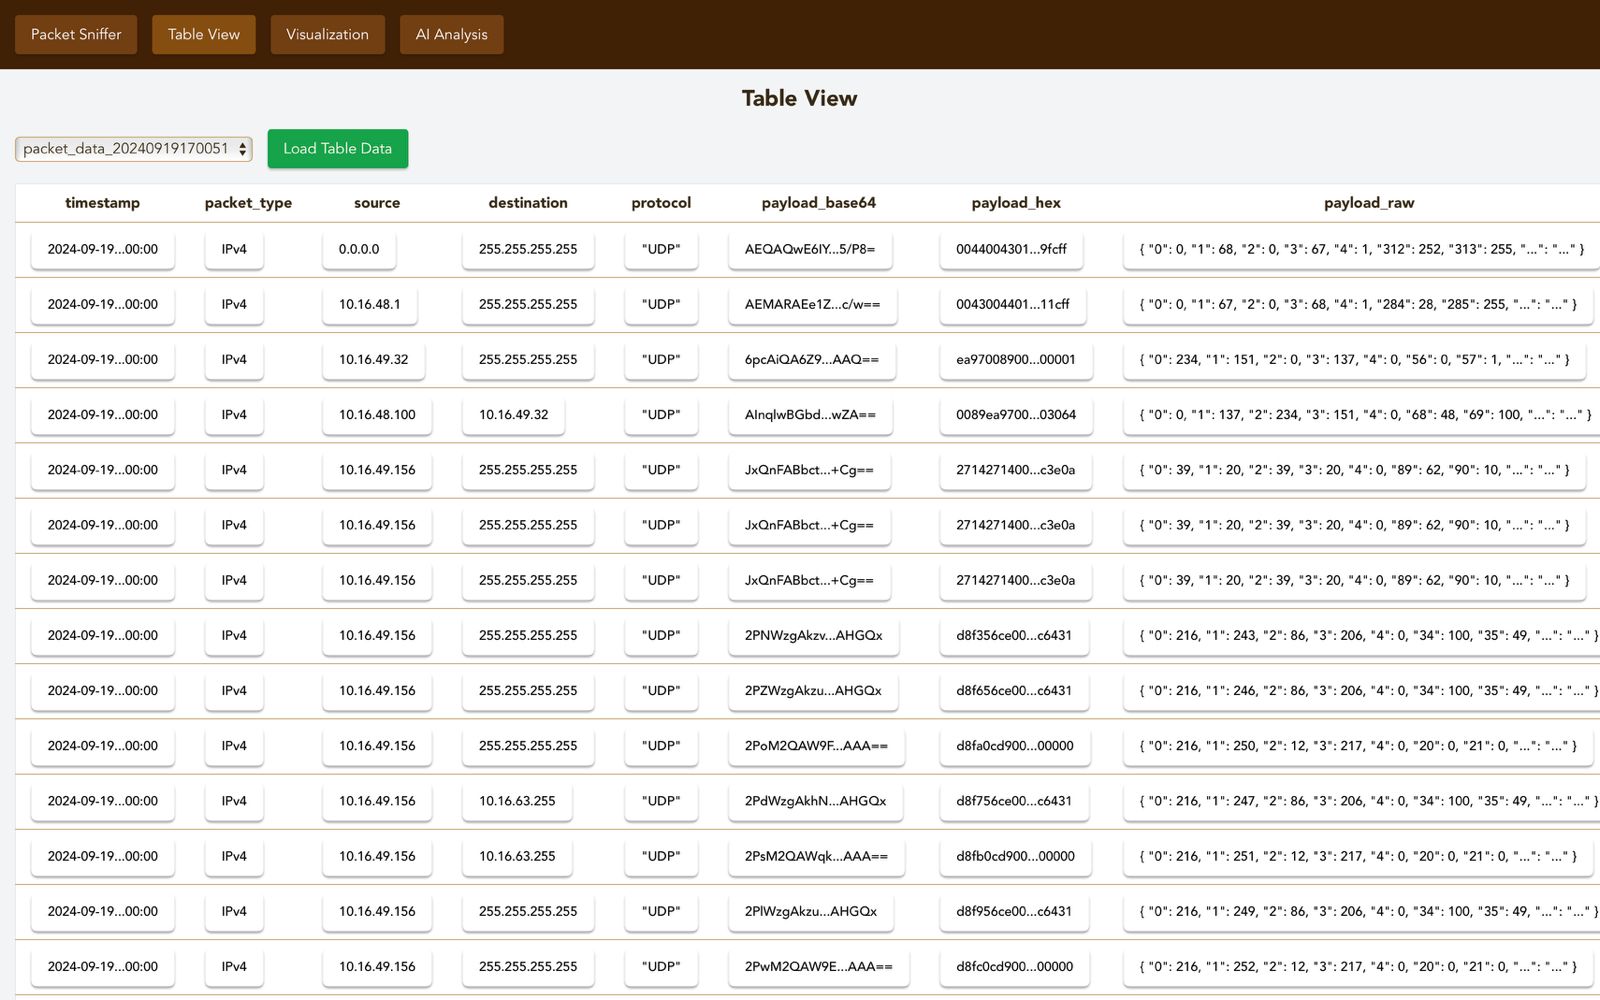 Packet Sniffer Table View Visualization AI Analysis
Table View
packet_data_20240919170051 Load Table Data
timestamp packet_type source destination protocol payload_base64 payload_hex payload_raw
2024-09-19...00:00 IPv4 0.0.0.0 255.255.255.255 "UDP" AEQAQwE6IY...5/P8= 0044004301...9fcff { "0": 0, "1": 68, "2": 0, "3": 67, "4": 1, "312": 252, "313": 255, "...": "..." }
2024-09-19...00:00 IPv4 10.16.48.1 255.255.255.255 "UDP" AEMARAEe1Z...c/w== 0043004401...11cff { "0": 0, "1": 67, "2": 0, "3": 68, "4": 1, "284": 28, "285": 255, "...": "..." }
2024-09-19...00:00 IPv4 10.16.49.32 255.255.255.255 "UDP" 6pcAiQA6Z9...AAQ== ea97008900...00001 { "0": 234, "1": 151, "2": 0, "3": 137, "4": 0, "56": 0, "57": 1, "...": "..." }
2024-09-19...00:00 IPv4 10.16.48.100 10.16.49.32 "UDP" AInqlwBGbd...wZA== 0089ea9700...03064 { "0": 0, "1": 137, "2": 234, "3": 151, "4": 0, "68": 48, "69": 100, "...": "..." }
2024-09-19...00:00 IPv4 10.16.49.156 255.255.255.255 "UDP" JxQnFABbct...+Cg== 2714271400...c3e0a { "0": 39, "1": 20, "2": 39, "3": 20, "4": 0, "89": 62, "90": 10, "...": "..." }
2024-09-19...00:00 IPv4 10.16.49.156 255.255.255.255 "UDP" JxQnFABbct...+Cg== 2714271400...c3e0a { "0": 39, "1": 20, "2": 39, "3": 20, "4": 0, "89": 62, "90": 10, "...": "..." }
2024-09-19...00:00 IPv4 10.16.49.156 255.255.255.255 "UDP" JxQnFABbct...+Cg== 2714271400...c3e0a { "0": 39, "1": 20, "2": 39, "3": 20, "4": 0, "89": 62, "90": 10, "...": "..." }
2024-09-19...00:00 IPv4 10.16.49.156 255.255.255.255 "UDP" 2PNWzgAkzv...AHGQx d8f356ce00...c6431 { "0": 216, "1": 243, "2": 86, "3": 206, "4": 0, "34": 100, "35": 49, "...": "..." }
2024-09-19...00:00 IPv4 10.16.49.156 255.255.255.255 "UDP" 2PZWzgAkzu...AHGQx d8f656ce00...c6431 { "0": 216, "1": 246, "2": 86, "3": 206, "4": 0, "34": 100, "35": 49, "...": "..." }
2024-09-19...00:00 IPv4 10.16.49.156 255.255.255.255 "UDP" 2PoM2QAW9F...AAA== d8fa0cd900...00000 { "0": 216, "1": 250, "2": 12, "3": 217, "4": 0, "20": 0, "21": 0, "...": "..." }
2024-09-19...00:00 IPv4 10.16.49.156 10.16.63.255 "UDP" 2PdWzgAkhN...AHGQx d8f756ce00...c6431 { "0": 216, "1": 247, "2": 86, "3": 206, "4": 0, "34": 100, "35": 49, "...": "..." }
2024-09-19...00:00 IPv4 10.16.49.156 10.16.63.255 "UDP" 2PsM2QAWqk...AAA== d8fb0cd900...00000 { "0": 216, "1": 251, "2": 12, "3": 217, "4": 0, "20": 0, "21": 0, "...": "..." }
2024-09-19...00:00 IPv4 10.16.49.156 255.255.255.255 "UDP" 2PlWzgAkzu...AHGQx d8f956ce00...c6431 { "0": 216, "1": 249, "2": 86, "3": 206, "4": 0, "34": 100, "35": 49, "...": "..." }
2024-09-19...00:00 IPv4 10.16.49.156 255.255.255.255 "UDP" 2PwM2QAW9E...AAA== d8fc0cd900...00000 { "0": 216, "1": 252, "2": 12, "3": 217, "4": 0, "20": 0, "21": 0, "...": "..." }